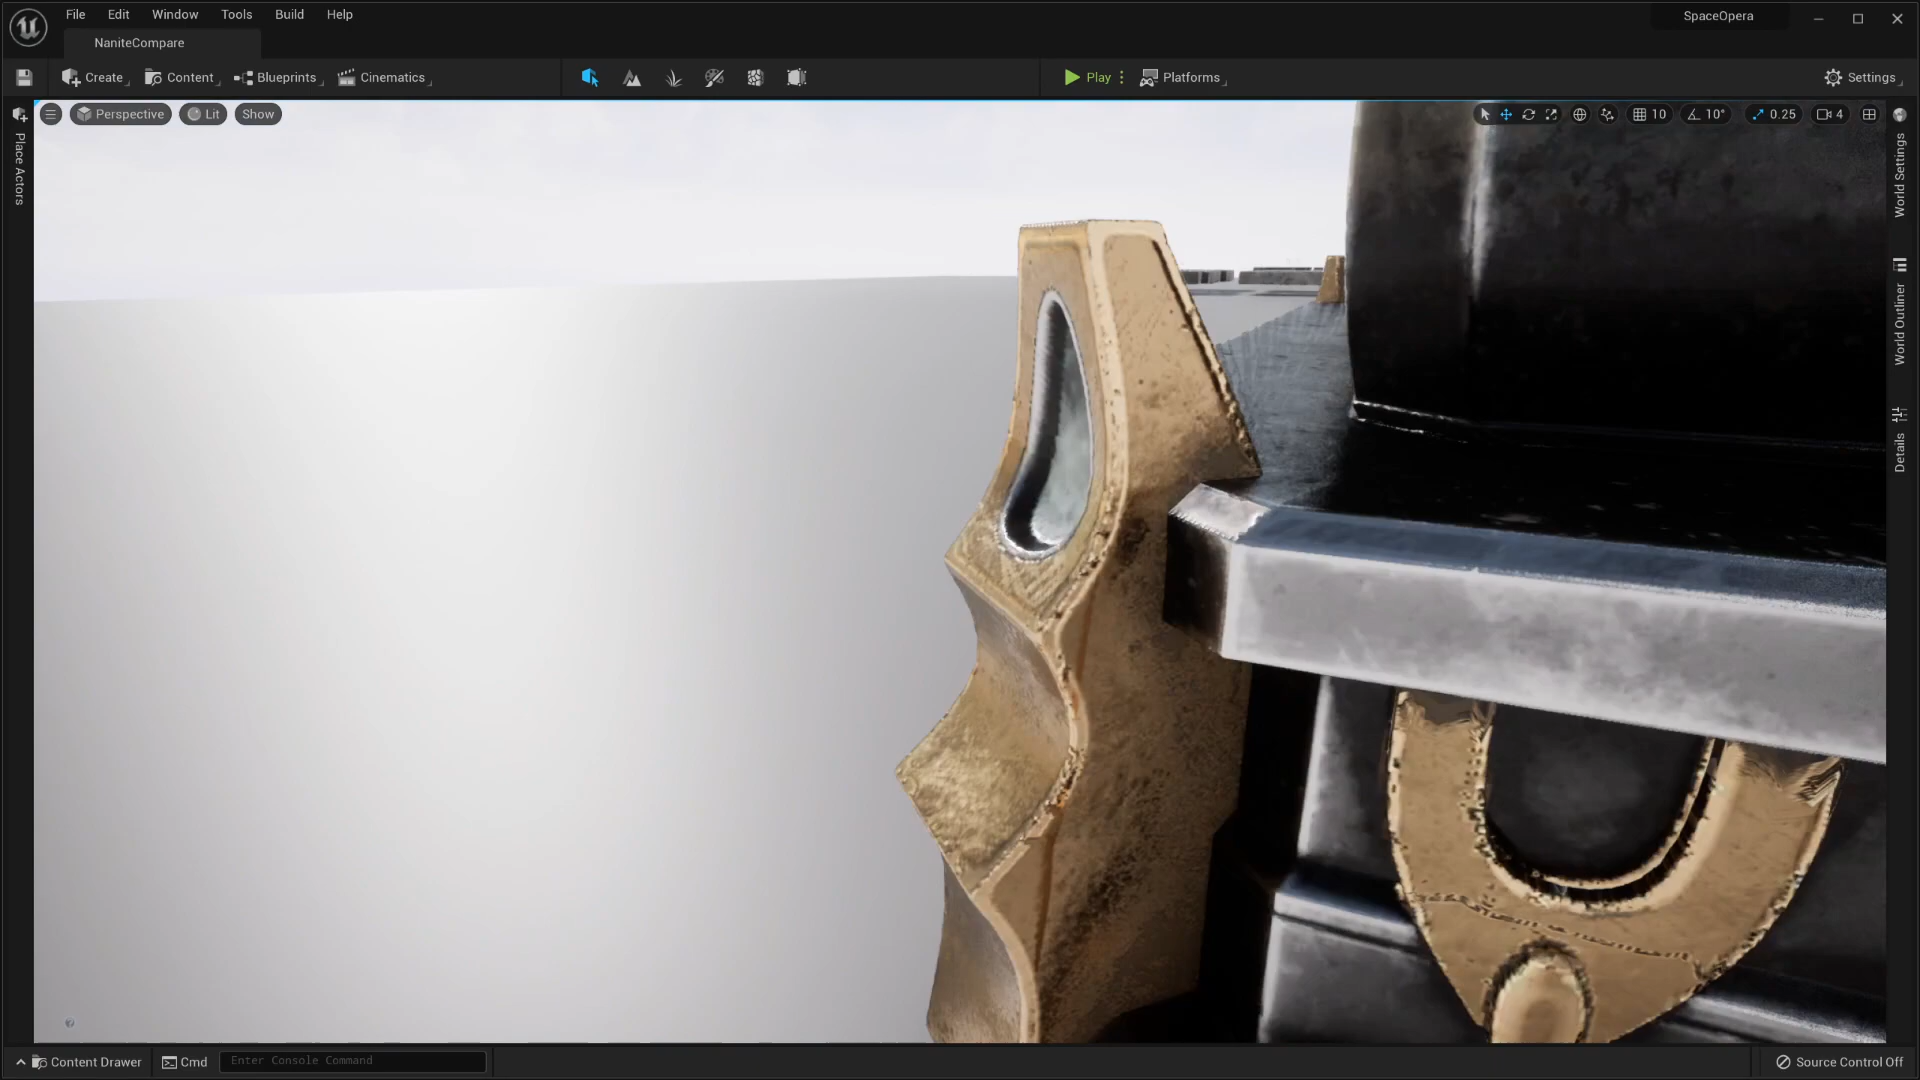 File Edit Window Tools Build Help
SpaceOpera
NaniteCompare
Create Content Blueprints Cinematics Play Platforms Settings
Perspective Lit Show 10 10° 0.25 4
Place Actors
World Settings
World Outliner
Details
Content Drawer Cmd Enter Console Command Source Control Off